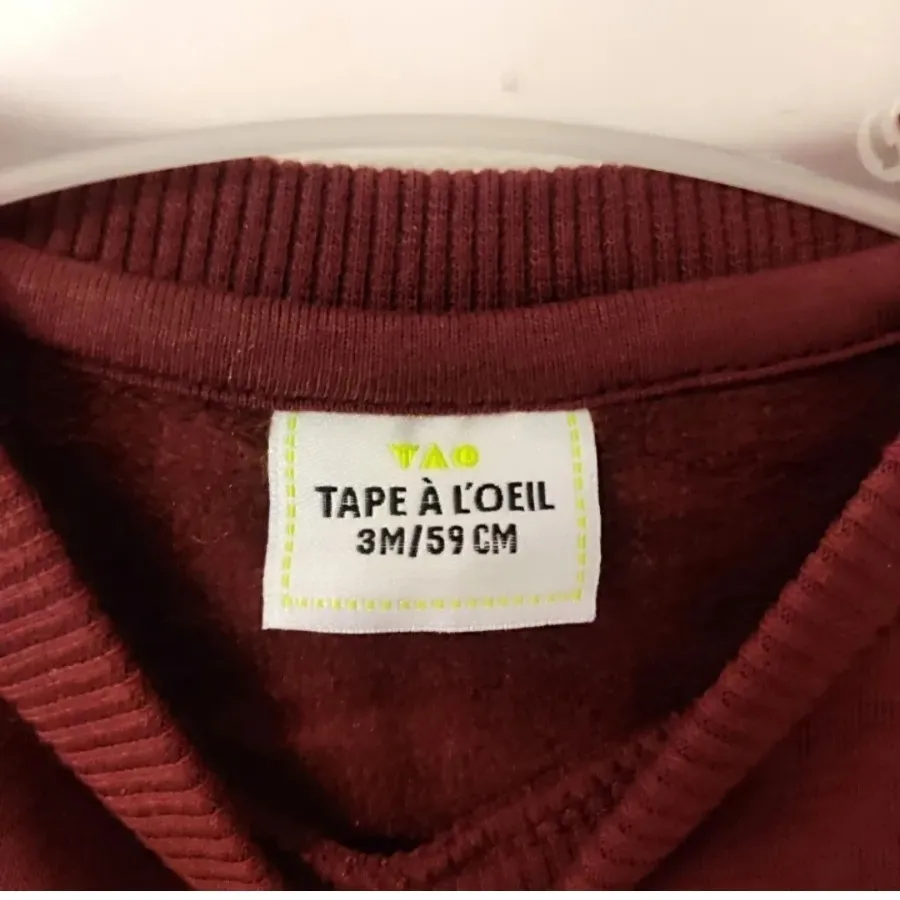 TAO
TAPE À L'OEIL
3M/59 CM